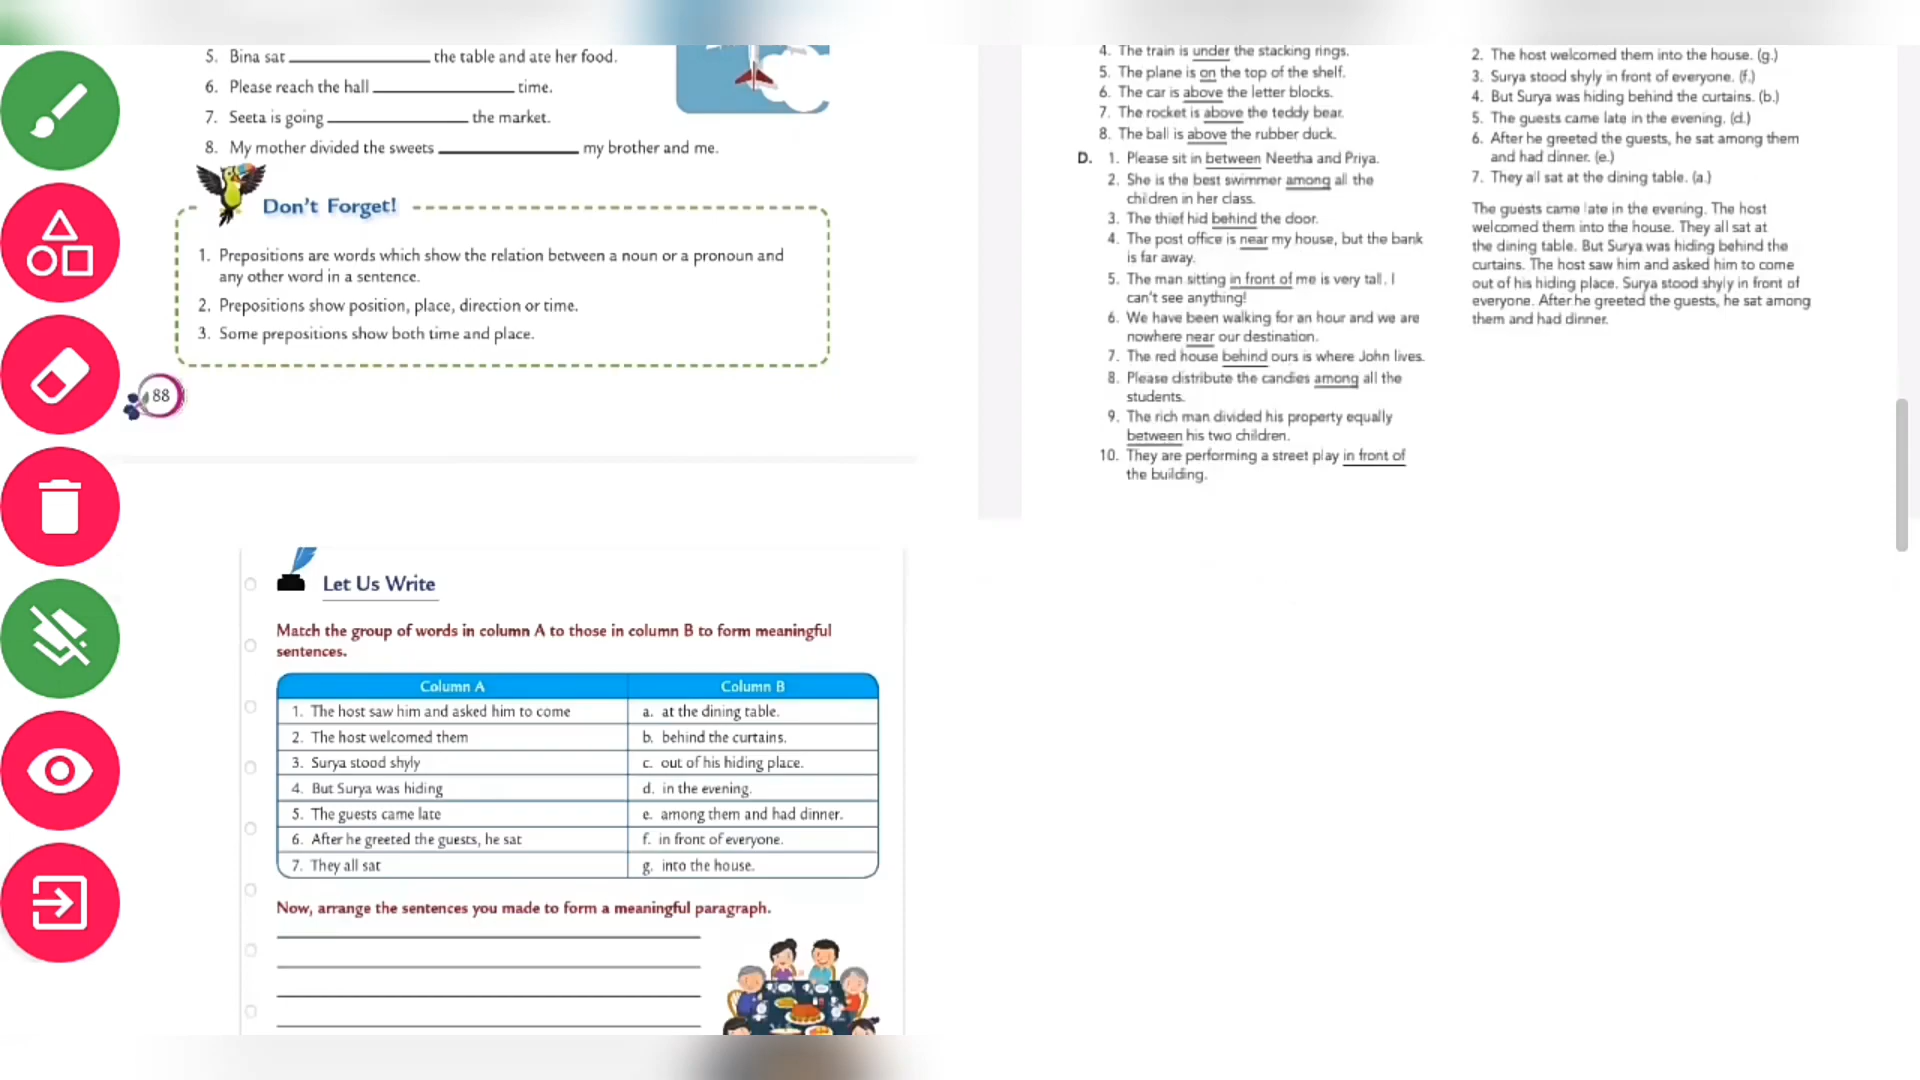 5. Bina sat ______ the table and ate her food.
6. Please reach the hall ______ time.
7. Seeta is going ______ the market.
8. My mother divided the sweets ______ my brother and me.
Don't Forget!
1. Prepositions are words which show the relation between a noun or a pronoun and
any other word in a sentence.
2. Prepositions show position, place, direction or time.
3. Some prepositions show both time and place.
88
Let Us Write
Match the group of words in column A to those in column B to form meaningful
sentences.
Column A Column B
1. The host saw him and asked him to come a. at the dining table.
2. The host welcomed them b. behind the curtains.
3. Surya stood shyly c. out of his hiding place.
4. But Surya was hiding d. in the evening.
5. The guests came late e. among them and had dinner.
6. After he greeted the guests, he sat f. in front of everyone.
7. They all sat g. into the house.
Now, arrange the sentences you made to form a meaningful paragraph.
4. The train is under the stacking rings.
5. The plane is on the top of the shelf.
6. The car is above the letter blocks.
7. The rocket is above the teddy bear.
8. The ball is above the rubber duck.
D. 1. Please sit in between Neetha and Priya.
2. She is the best swimmer among all the
children in her class.
3. The thief hid behind the door.
4. The post office is near my house, but the bank
is far away.
5. The man sitting in front of me is very tall. I
can't see anything!
6. We have been walking for an hour and we are
nowhere near our destination.
7. The red house behind ours is where John lives.
8. Please distribute the candies among all the
students.
9. The rich man divided his property equally
between his two children.
10. They are performing a street play in front of
the building.
2. The host welcomed them into the house. (g.)
3. Surya stood shyly in front of everyone. (f.)
4. But Surya was hiding behind the curtains. (b.)
5. The guests came late in the evening. (d.)
6. After he greeted the guests, he sat among them
and had dinner. (e.)
7. They all sat at the dining table. (a.)
The guests came late in the evening. The host
welcomed them into the house. They all sat at
the dining table. But Surya was hiding behind the
curtains. The host saw him and asked him to come
out of his hiding place. Surya stood shyly in front of
everyone. After he greeted the guests, he sat among
them and had dinner.